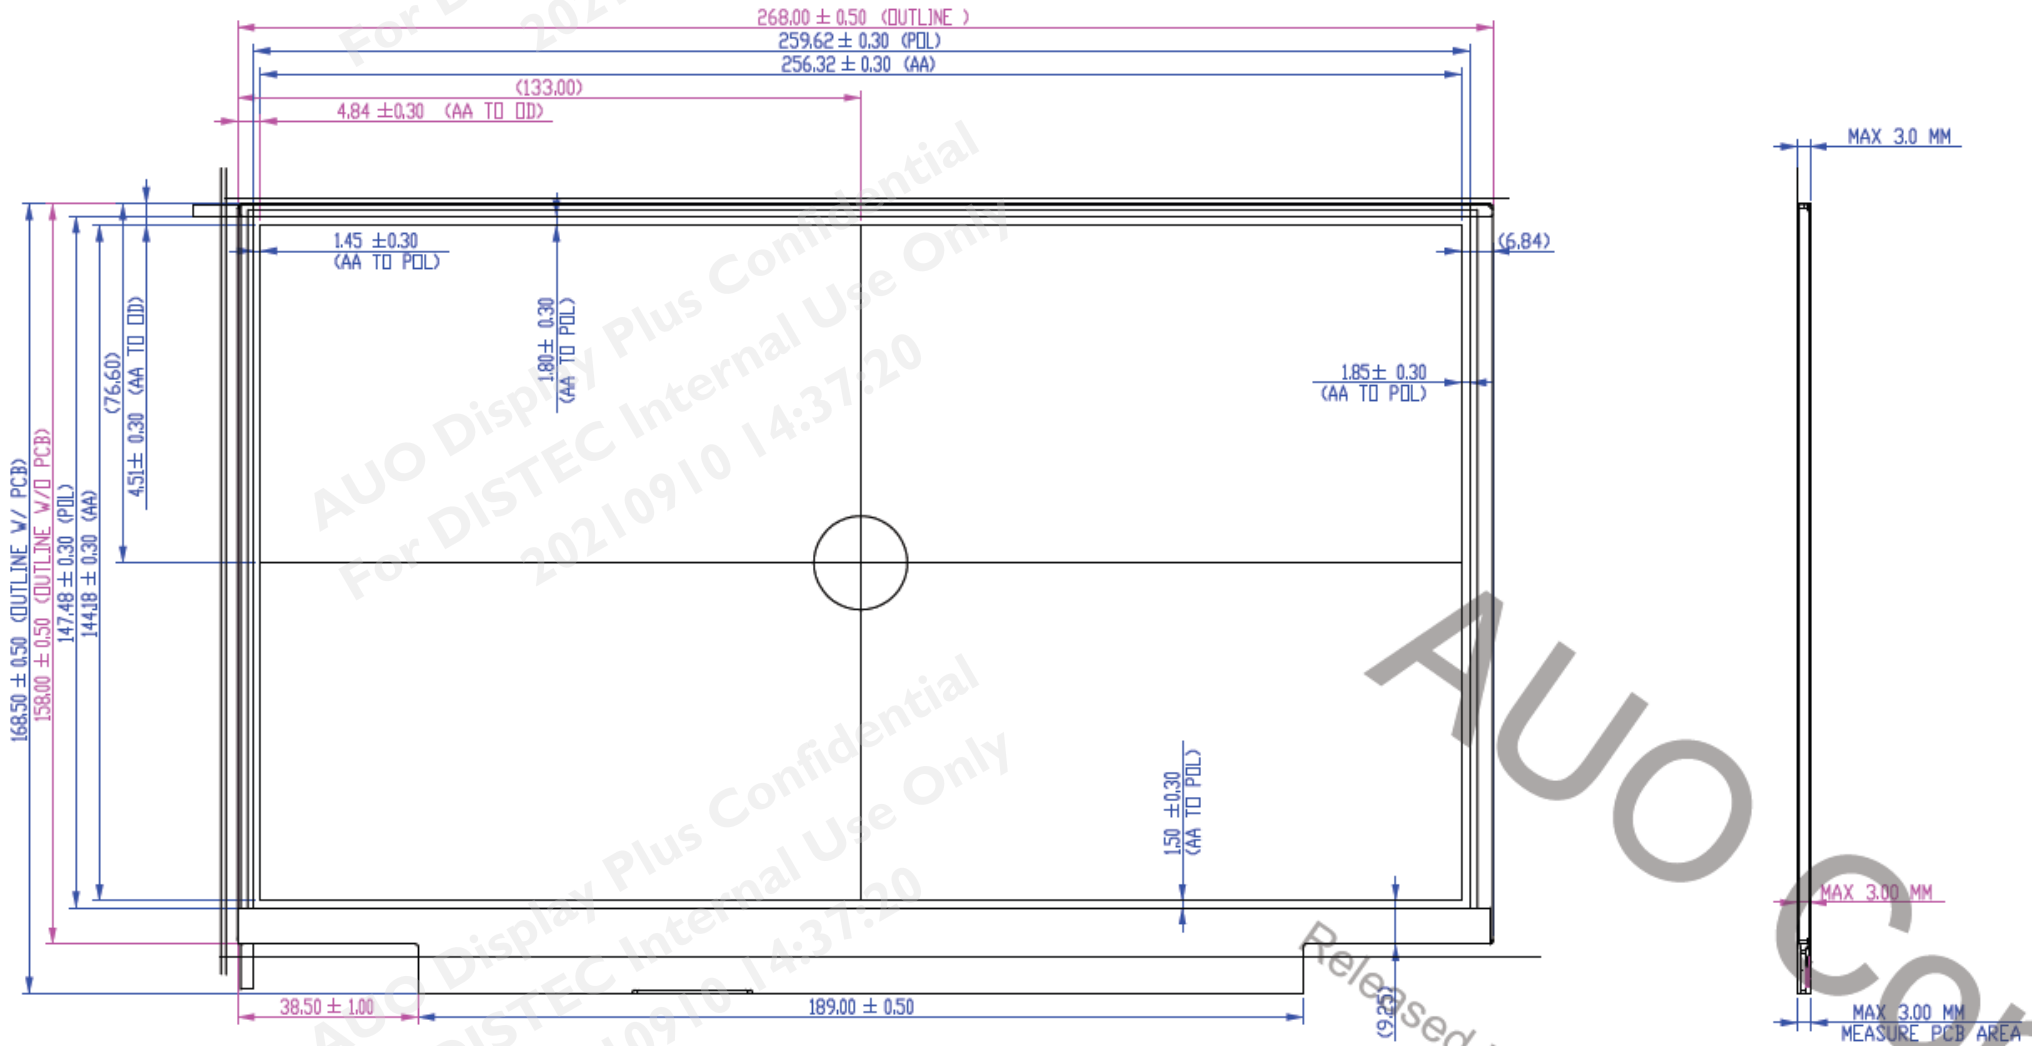 For D
202
268.00 ± 0.50 (OUTLINE )
259.62 ± 0.30 (POL)
256.32 ± 0.30 (AA)
(133.00)
4.84 ±0.30 (AA TO OD)
MAX 3.0 MM
1.45 ±0.30
(AA TO POL)
(6.84)
1.80± 0.30
(AA TO POL)
1.85± 0.30
(AA TO POL)
168.50 ± 0.50 (OUTLINE W/ PCB)
158.00 ± 0.50 (OUTLINE W/O PCB)
147.48 ± 0.30 (POL)
144.18 ± 0.30 (AA)
(76.60)
4.51± 0.30 (AA TO OD)
AUO Display Plus Confidential
For DISTEC Internal Use Only
20210910 14:37:20
1.50 ±0.30
(AA TO POL)
AUO Con
MAX 3.00 MM
AUO Display Plus Confidential
For DISTEC Internal Use Only
20210910 14:37:20
Released
38.50 ± 1.00
189.00 ± 0.50
(9.25)
MAX 3.00 MM
MEASURE PCB AREA